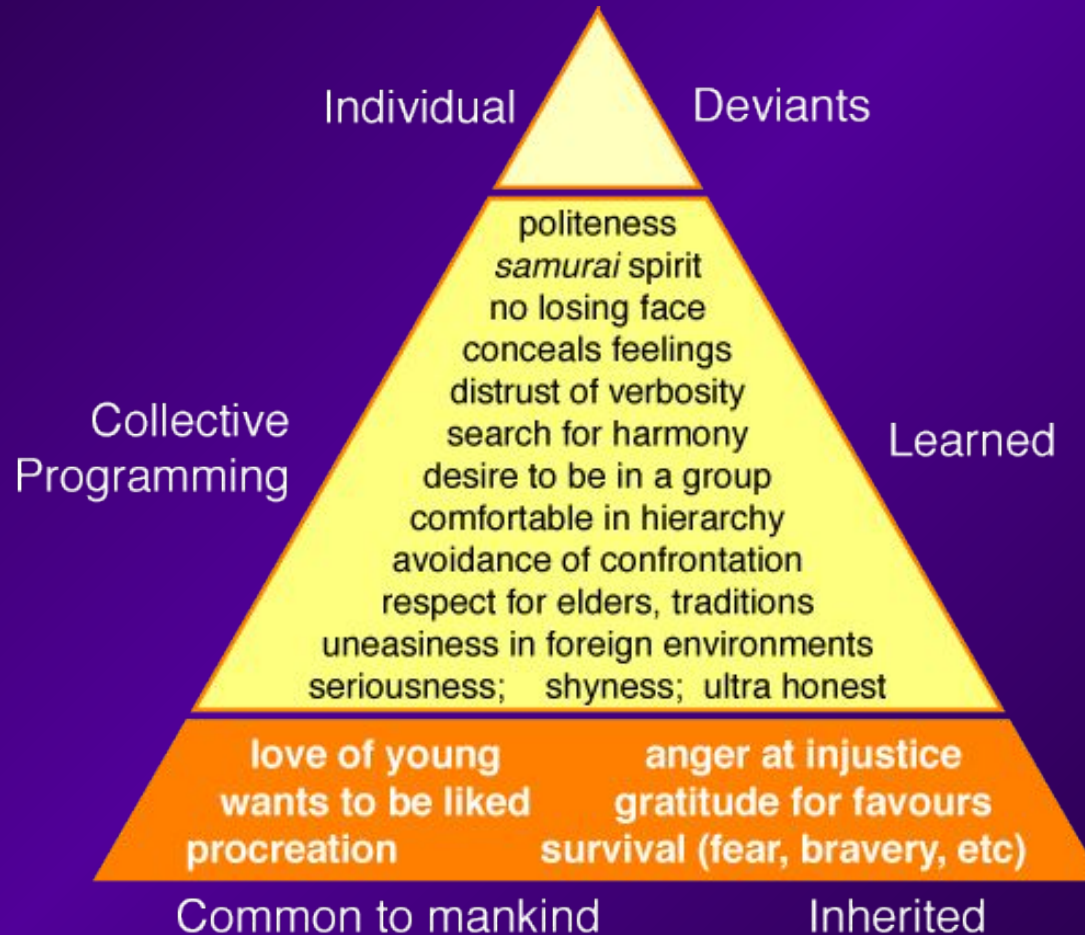 Individual
Deviants
politeness
samurai spirit
no losing face
conceals feelings
distrust of verbosity
search for harmony
desire to be in a group
comfortable in hierarchy
avoidance of confrontation
respect for elders, traditions
uneasiness in foreign environments
seriousness; shyness; ultra honest
Collective
Programming
Learned
love of young anger at injustice
wants to be liked gratitude for favours
procreation survival (fear, bravery, etc)
Common to mankind Inherited